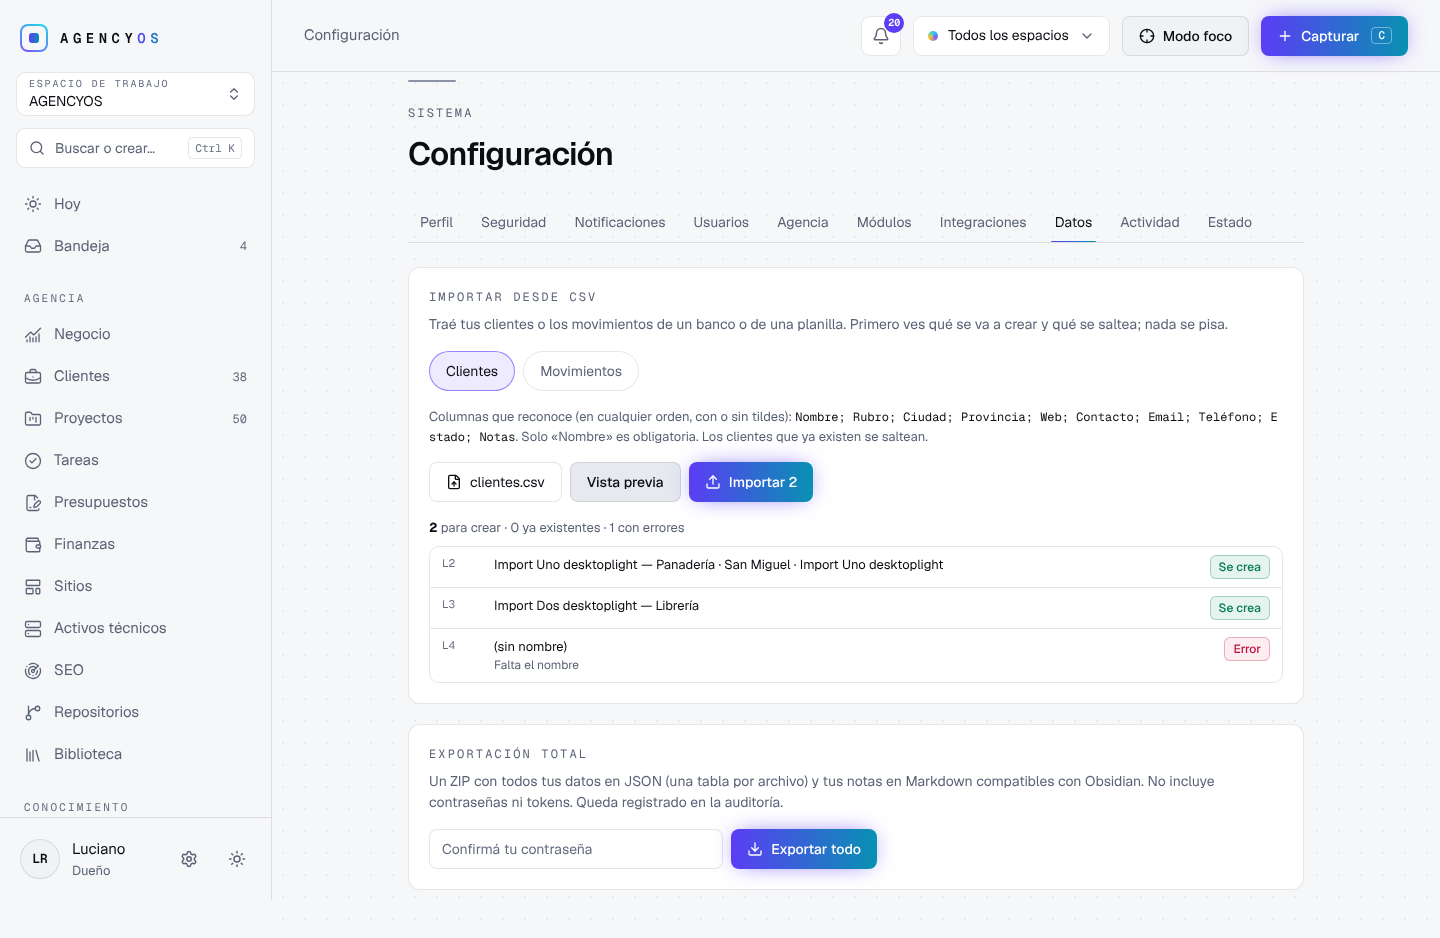 AGENCYOS
ESPACIO DE TRABAJO
AGENCYOS
Buscar o crear...
Ctrl K
Hoy
Bandeja 4
AGENCIA
Negocio
Clientes 38
Proyectos 50
Tareas
Presupuestos
Finanzas
Sitios
Activos técnicos
SEO
Repositorios
Biblioteca
CONOCIMIENTO
LR
Luciano
Dueño
Configuración
20
Todos los espacios
Modo foco
Capturar C
SISTEMA
Configuración
Perfil Seguridad Notificaciones Usuarios Agencia Módulos Integraciones Datos Actividad Estado
IMPORTAR DESDE CSV
Traé tus clientes o los movimientos de un banco o de una planilla. Primero ves qué se va a crear y qué se saltea; nada se pisa.
Clientes Movimientos
Columnas que reconoce (en cualquier orden, con o sin tildes): Nombre; Rubro; Ciudad; Provincia; Web; Contacto; Email; Teléfono; E
stado; Notas. Solo «Nombre» es obligatoria. Los clientes que ya existen se saltean.
clientes.csv Vista previa Importar 2
2 para crear · 0 ya existentes · 1 con errores
L2 Import Uno desktoplight — Panadería · San Miguel · Import Uno desktoplight Se crea
L3 Import Dos desktoplight — Librería Se crea
L4 (sin nombre) Error
Falta el nombre
EXPORTACIÓN TOTAL
Un ZIP con todos tus datos en JSON (una tabla por archivo) y tus notas en Markdown compatibles con Obsidian. No incluye
contraseñas ni tokens. Queda registrado en la auditoría.
Confirmá tu contraseña Exportar todo